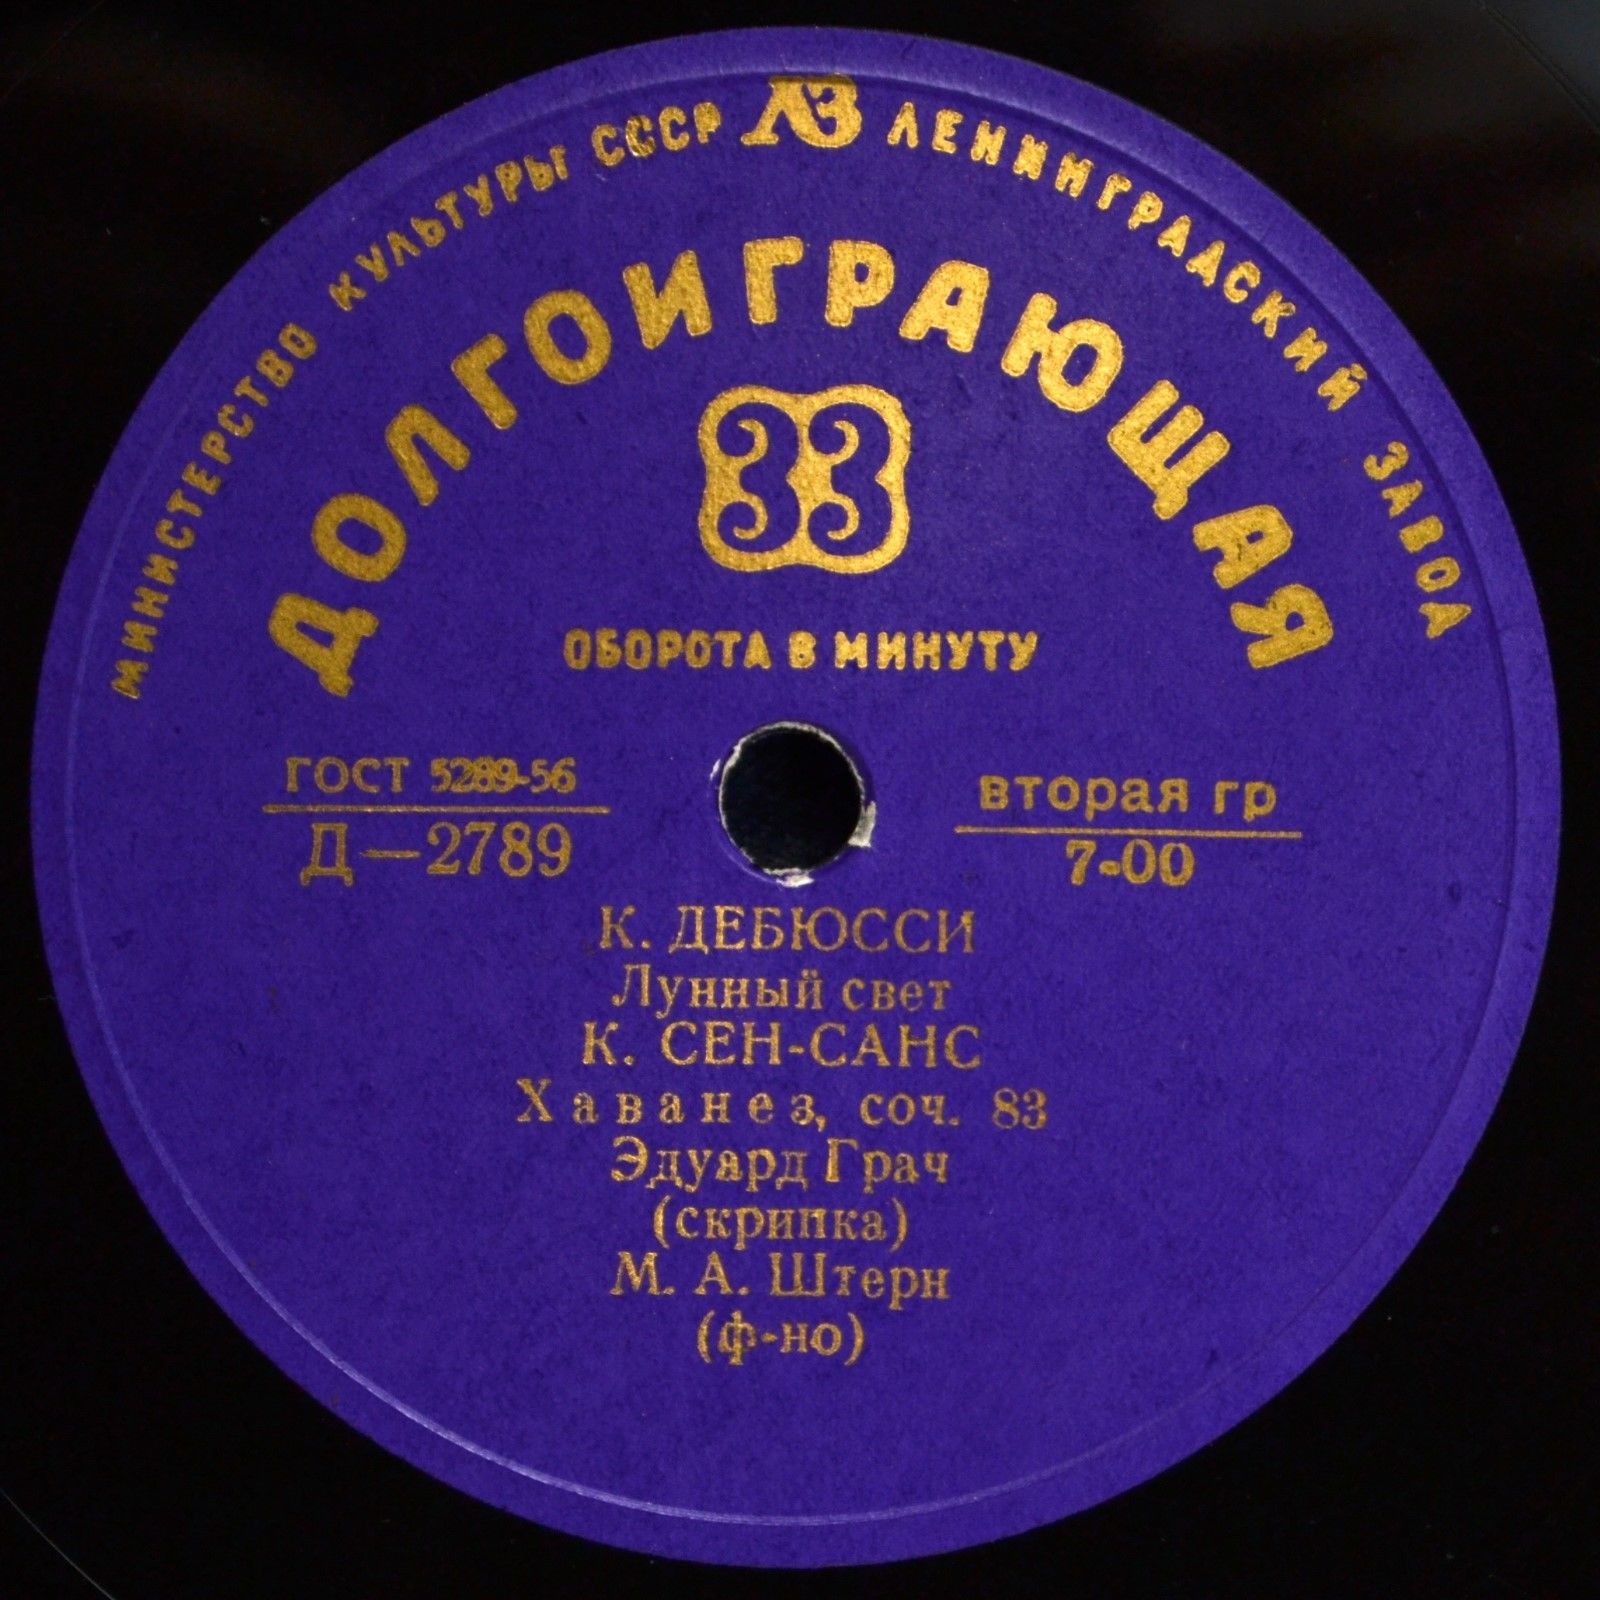 МИНИСТЕРСТВО КУЛЬТУРЫ СССР ЛЗ ЛЕНИНГРАДСКИЙ ЗАВОД
ДОЛГОИГРАЮЩАЯ
33
ОБОРОТА В МИНУТУ
ГОСТ 5289-56
Д—2789
вторая гр
7-00
К. ДЕБЮССИ
Лунный свет
К. СЕН-САНС
Хаванез, соч. 83
Эдуард Грач
(скрипка)
М. А. Штерн
(ф-но)